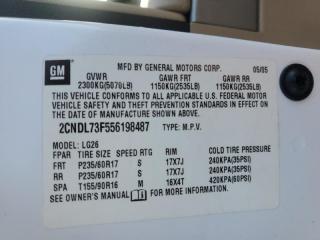 GM
MFD BY GENERAL MOTORS CORP. 05/05
GVWR GAWR FRT GAWR RR
2300KG(5070LB) 1150KG(2535LB) 1150KG(2535LB)
THIS VEHICLE CONFORMS TO ALL APPLICABLE U.S. FEDERAL MOTOR
VEHICLE SAFETY AND THEFT PREVENTION STANDARDS IN EFFECT ON
THE DATE OF MANUFACTURE SHOWN ABOVE.
2CNDL73F556198487 TYPE: M.P.V.
MODEL: LG26
FPAR TIRE SIZE SPEED RTG RIM COLD TIRE PRESSURE
FRT P235/60R17 S 17X7J 240KPA(35PSI)
RR P235/60R17 S 17X7J 240KPA(35PSI)
SPA T155/90R16 M 16X4T 420KPA(60PSI)
SEE OWNER'S MANUAL FOR MORE INFORMATION.